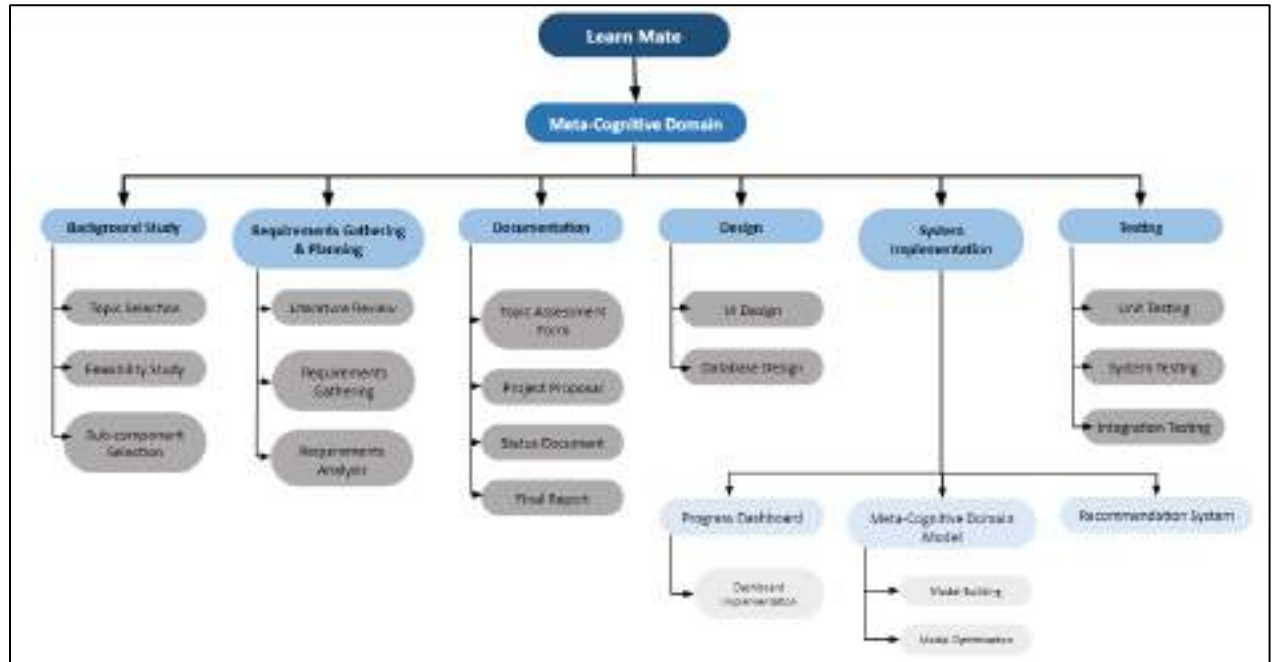 Learn Mate
Meta-Cognitive Domain
Background Study
Requirements Gathering
& Planning
Documentation
Design
System
Implementation
Testing
Topic Selection
Feasibility Study
Sub-component
Selection
Literature Review
Requirements
Gathering
Requirements
Analysis
Topic Assessment
Form
Project Proposal
Status Document
Final Report
UI Design
Database Design
Unit Testing
System Testing
Integration Testing
Progress Dashboard
Meta-Cognitive Domain
Model
Recommendation System
Dashboard
Implementation
Model Building
Model Optimization